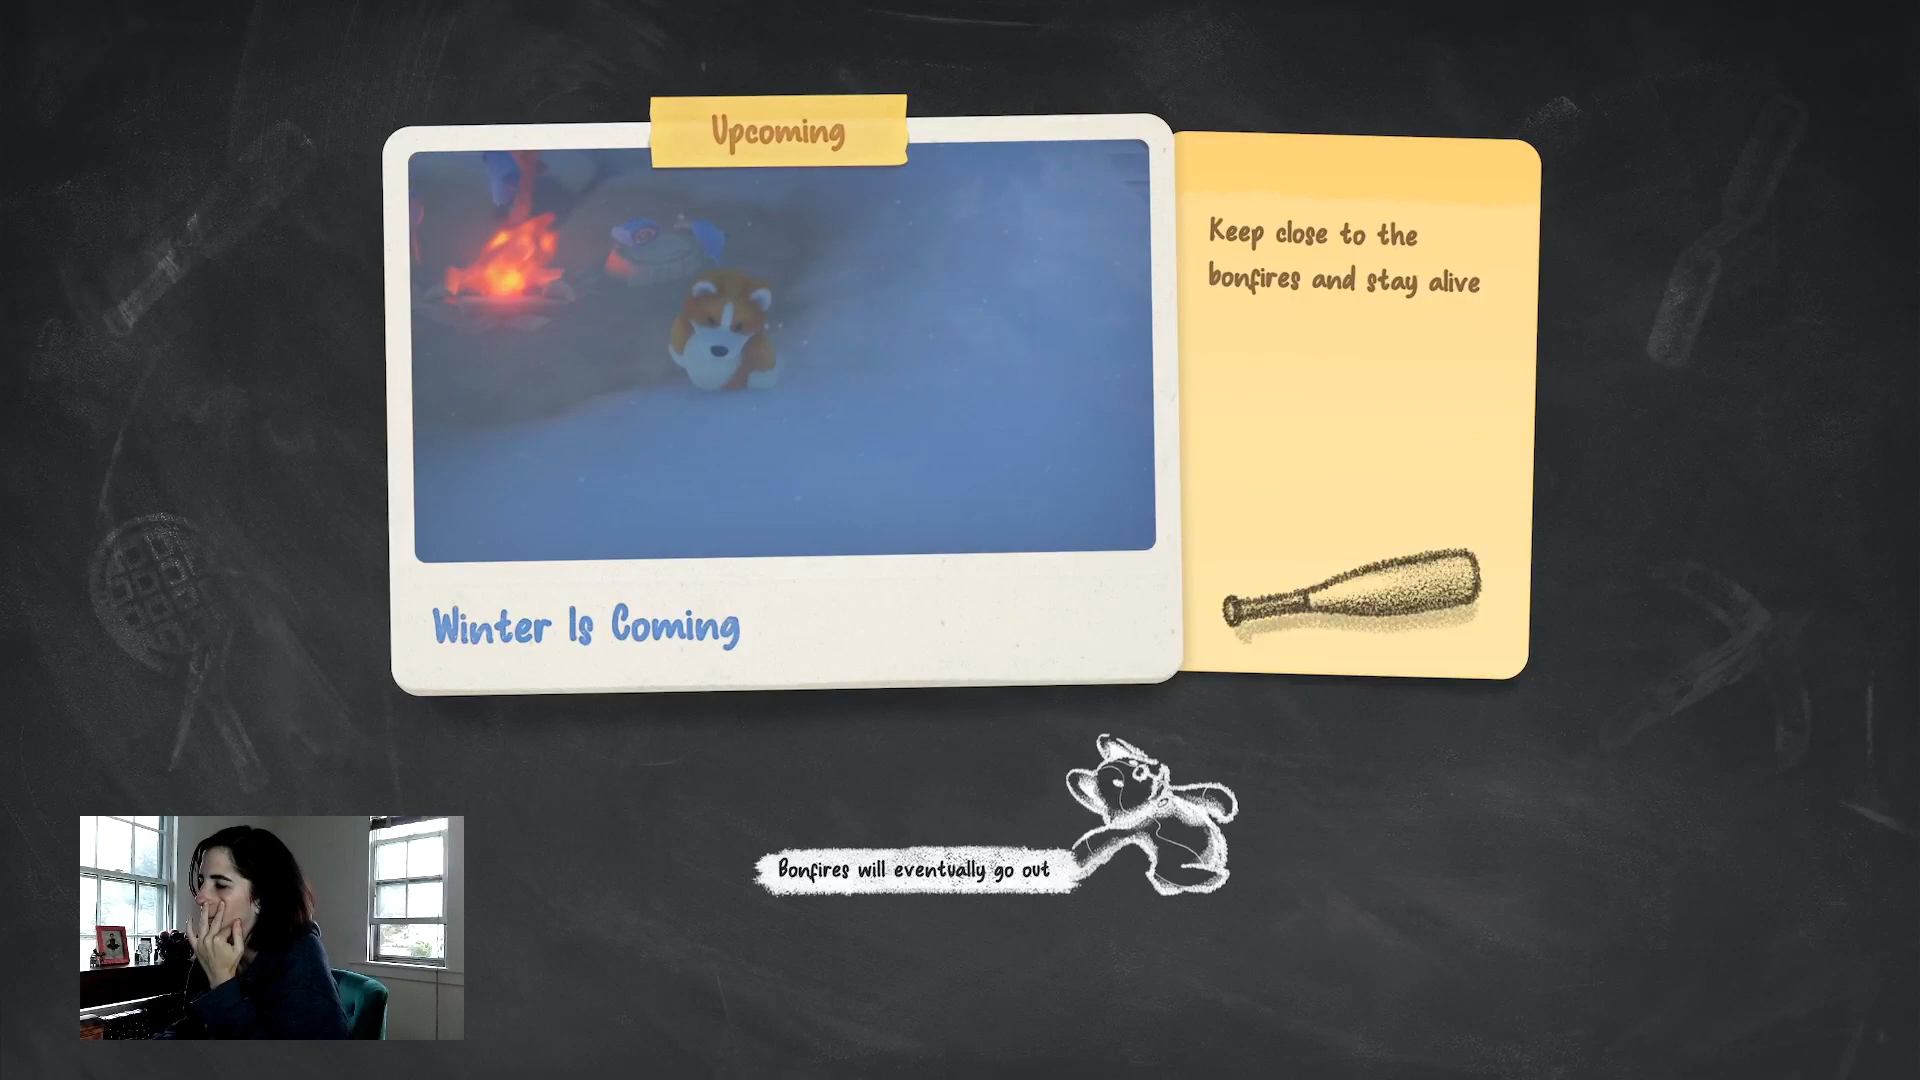 Upcoming
Keep close to the
bonfires and stay alive
Winter Is Coming
Bonfires will eventually go out